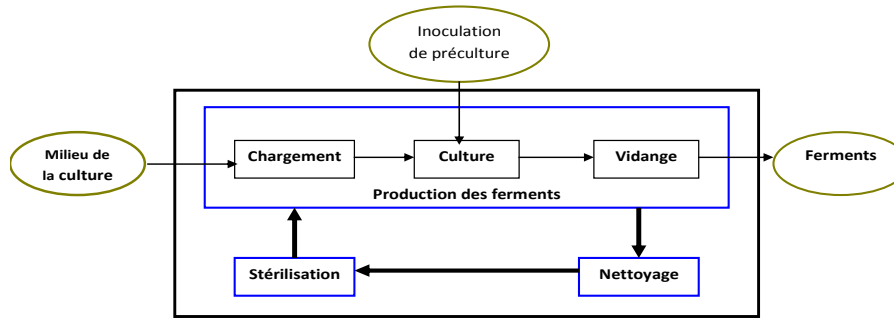 Inoculation
de préculture
Milieu de
la culture
Chargement
Culture
Vidange
Ferments
Production des ferments
Stérilisation
Nettoyage